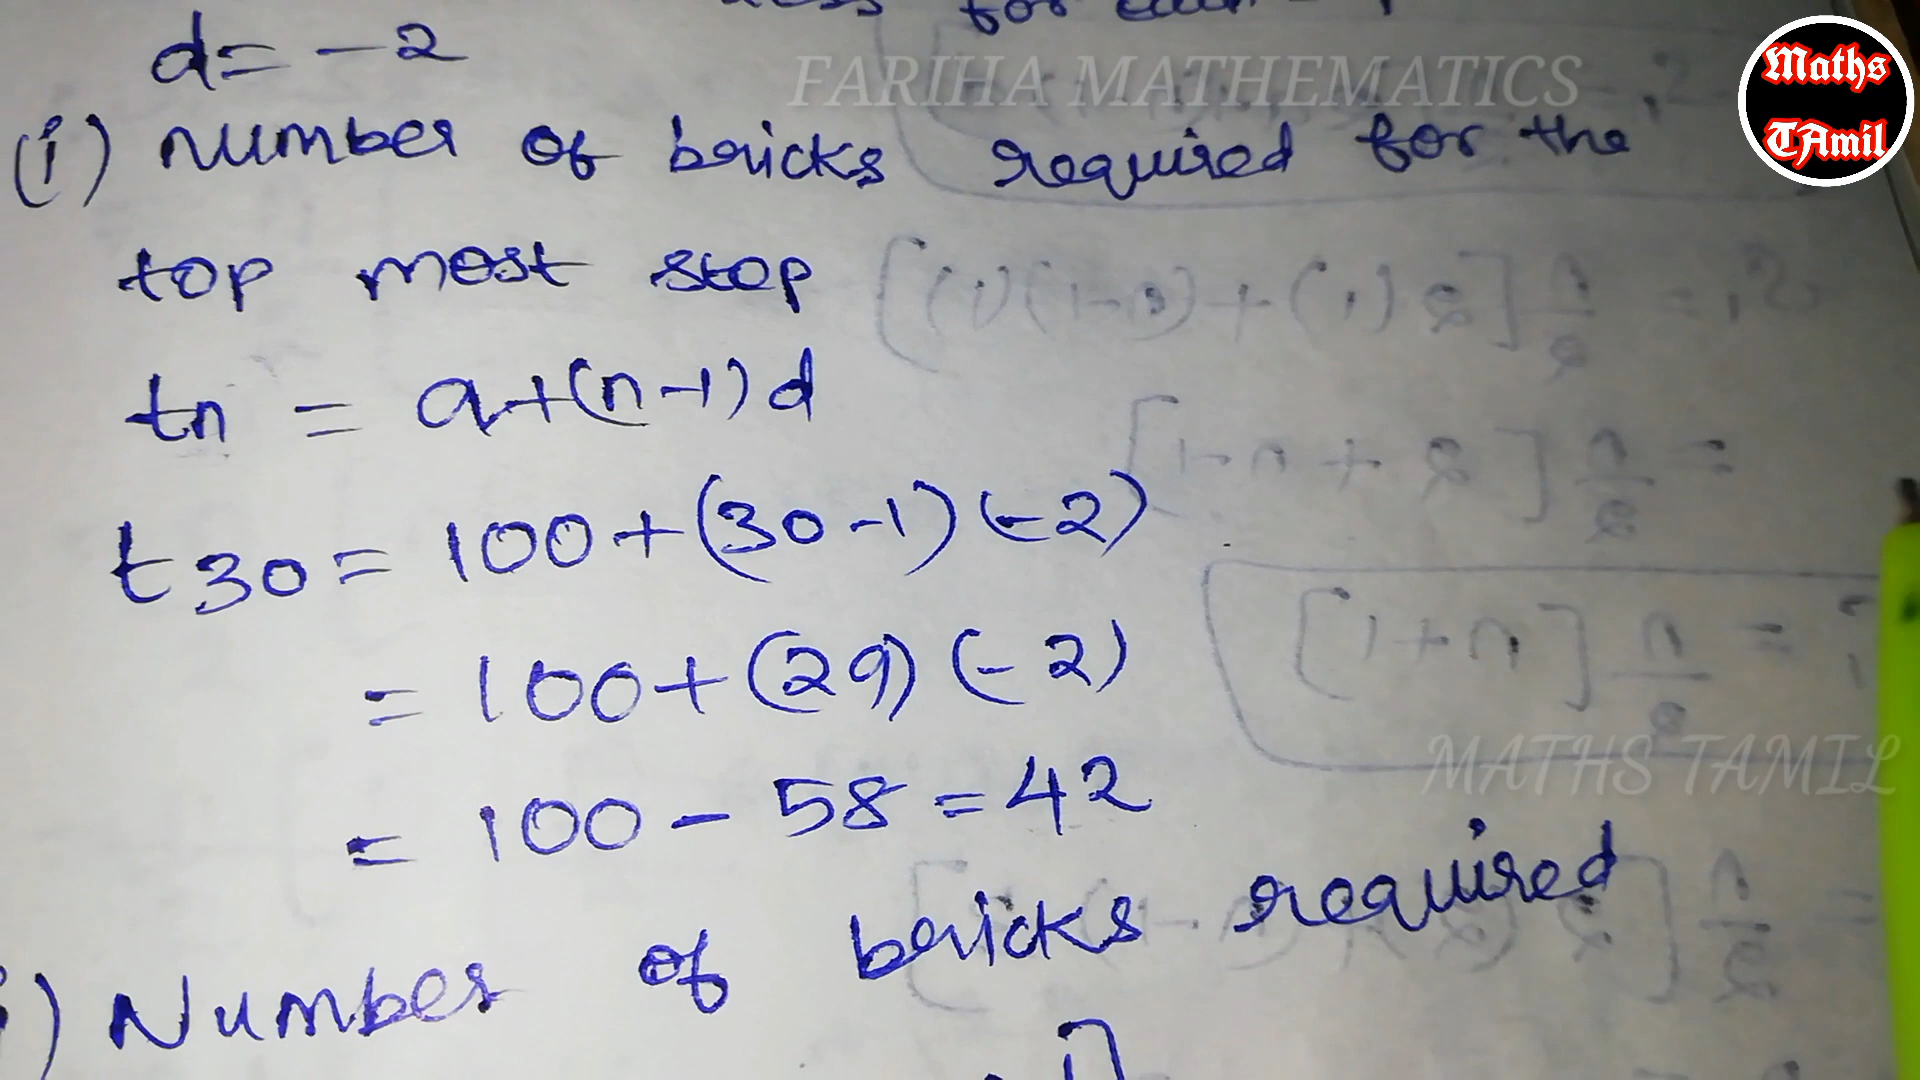 for
d = -2
FARIHA MATHEMATICS
Maths
TAmil
(i) Number of bricks required for the
top most step
tn = a+(n-1)d
t30 = 100+(30-1)(-2)
= 100+(29)(-2)
MATHS TAMIL
= 100 - 58 = 42
) Number of bricks required